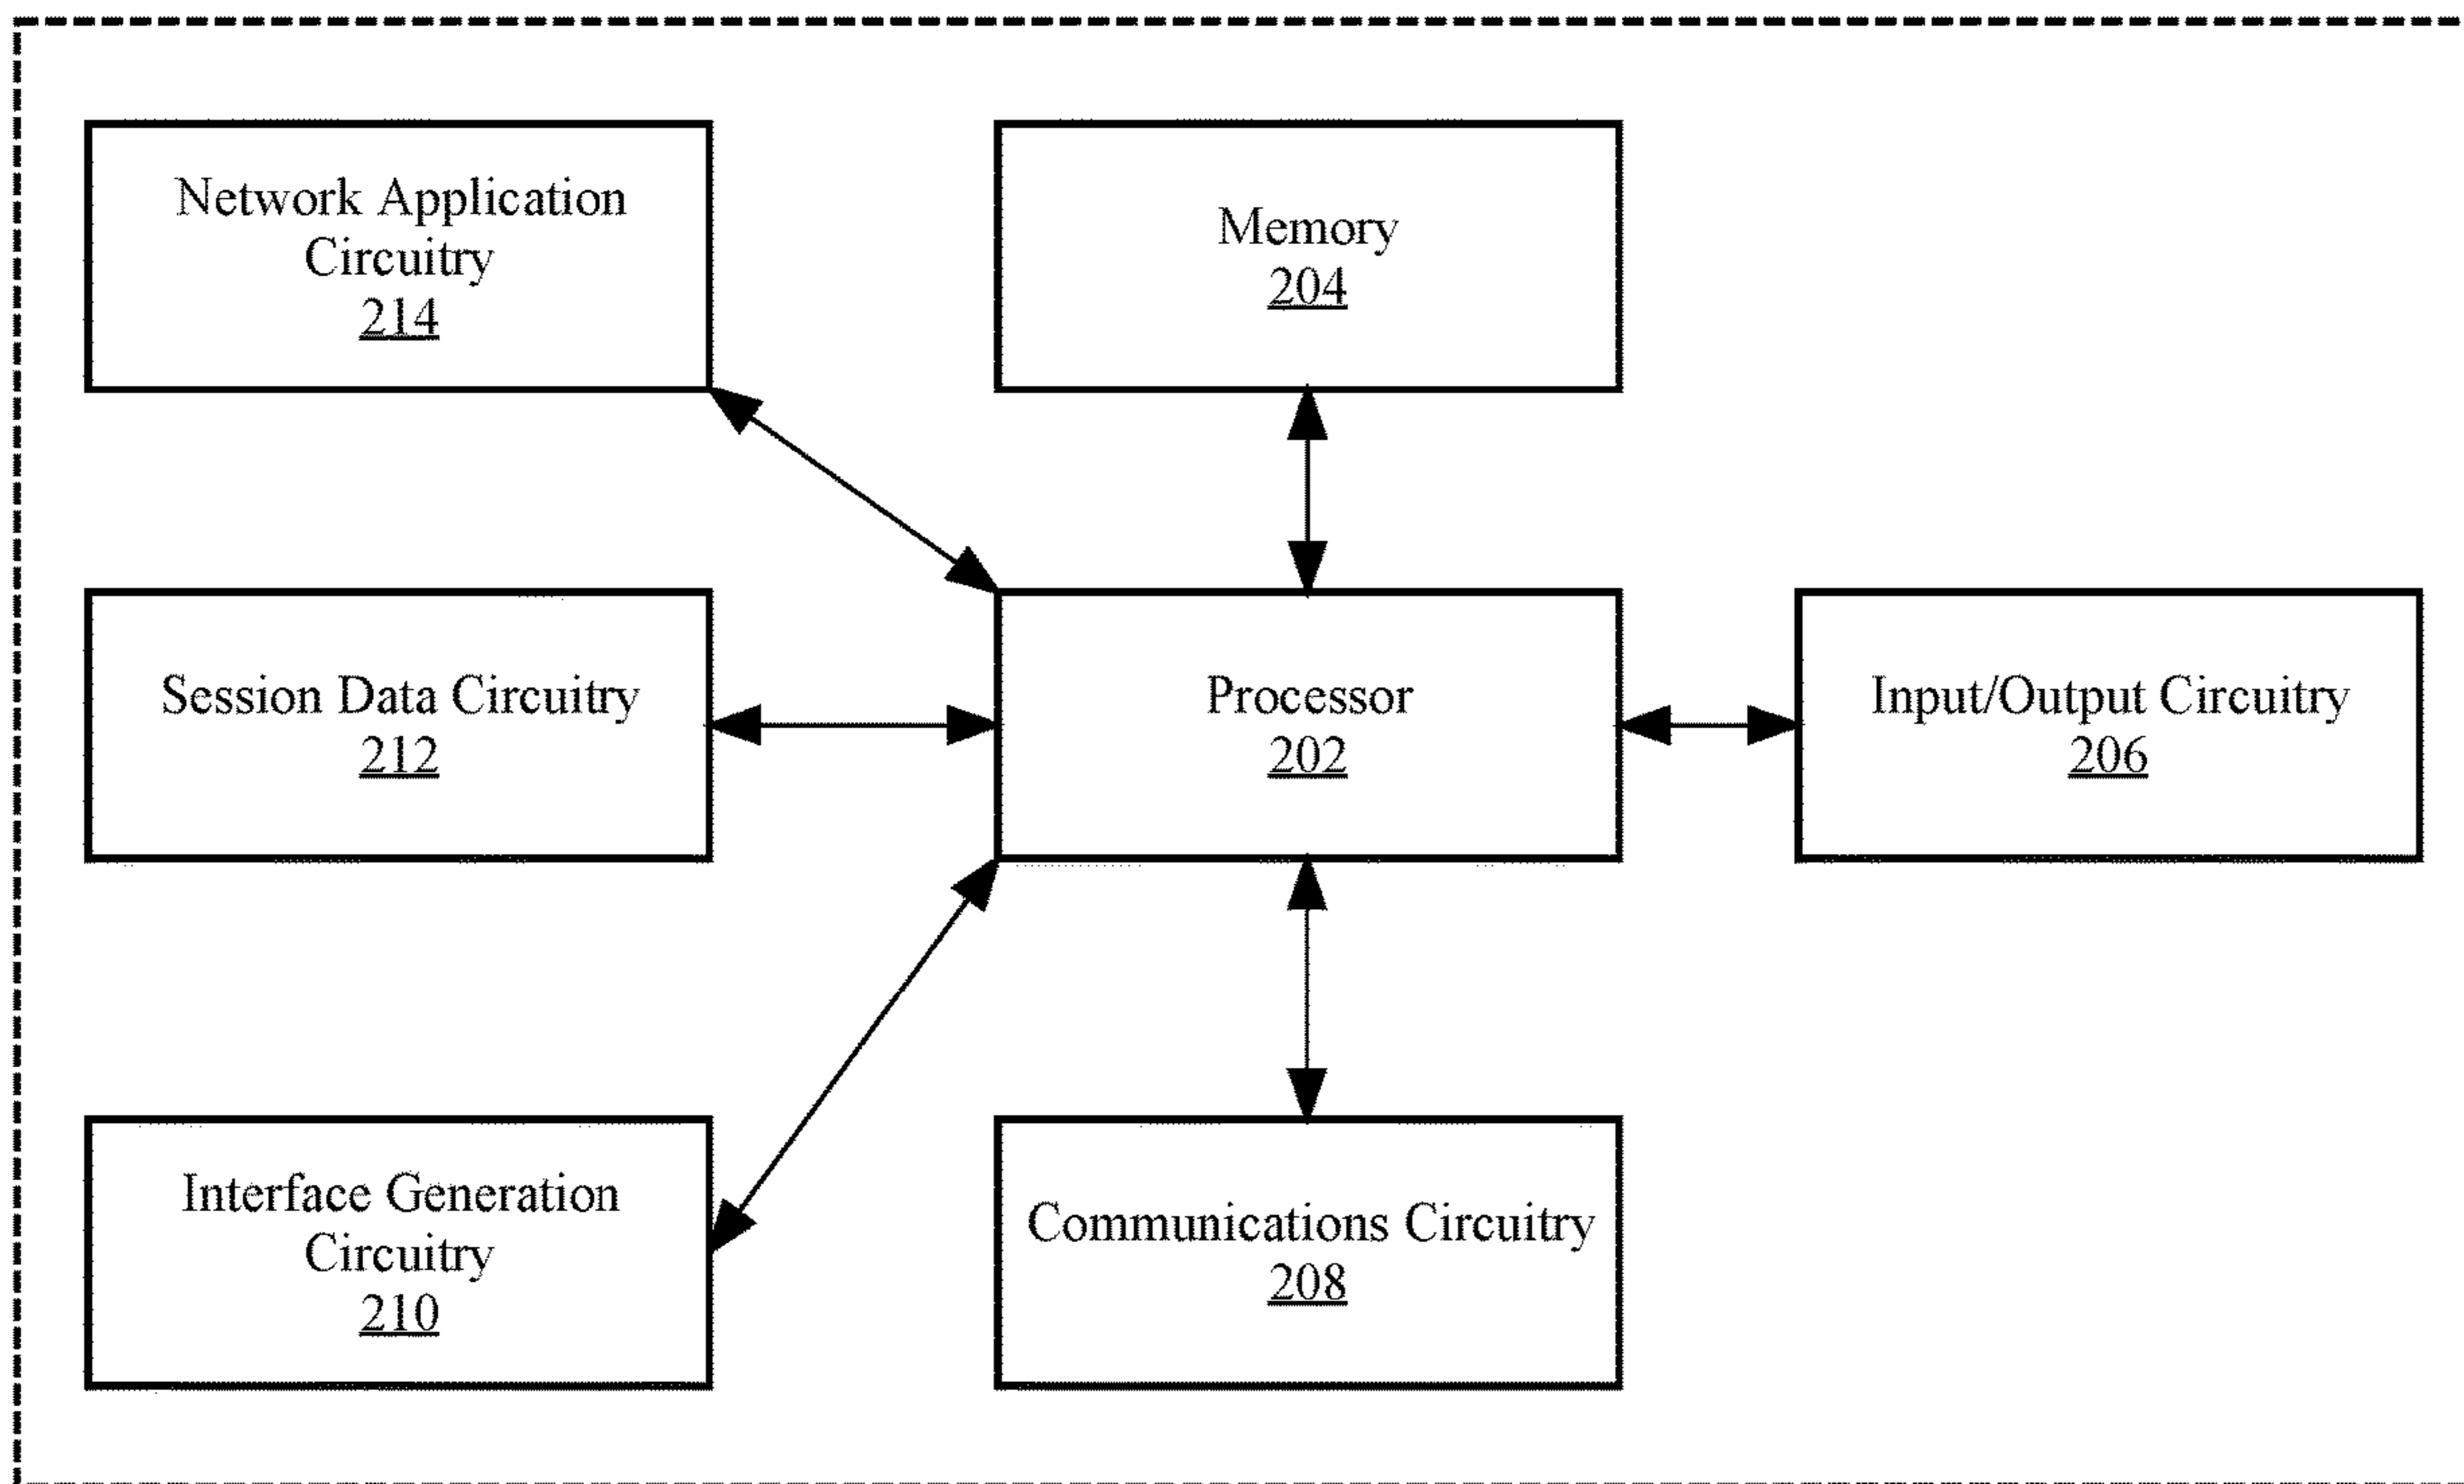 Network Application
Circuitry
214
Memory
204
Session Data Circuitry
212
Processor
202
Input/Output Circuitry
206
Interface Generation
Circuitry
210
Communications Circuitry
208